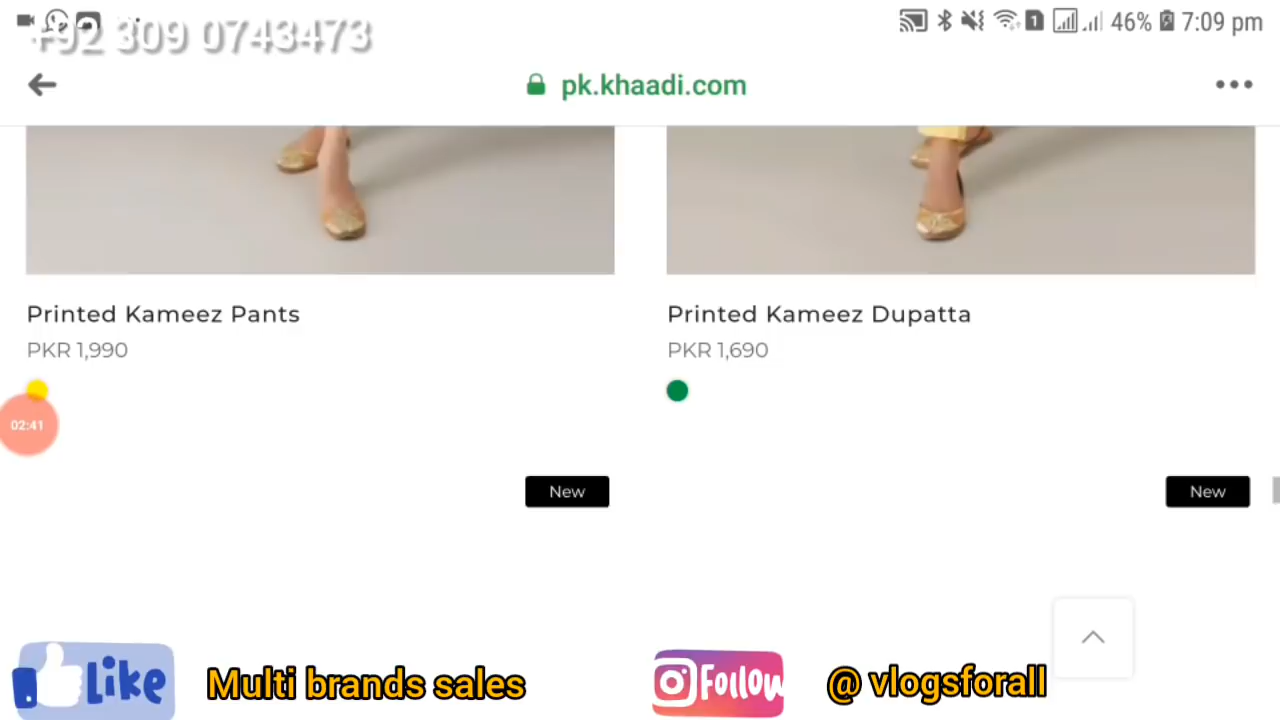 +92 309 0743473
1 46% 7:09 pm
pk.khaadi.com
Printed Kameez Pants
PKR 1,990
Printed Kameez Dupatta
PKR 1,690
02:41
New
New
Like
Multi brands sales
Follow
@ vlogsforall